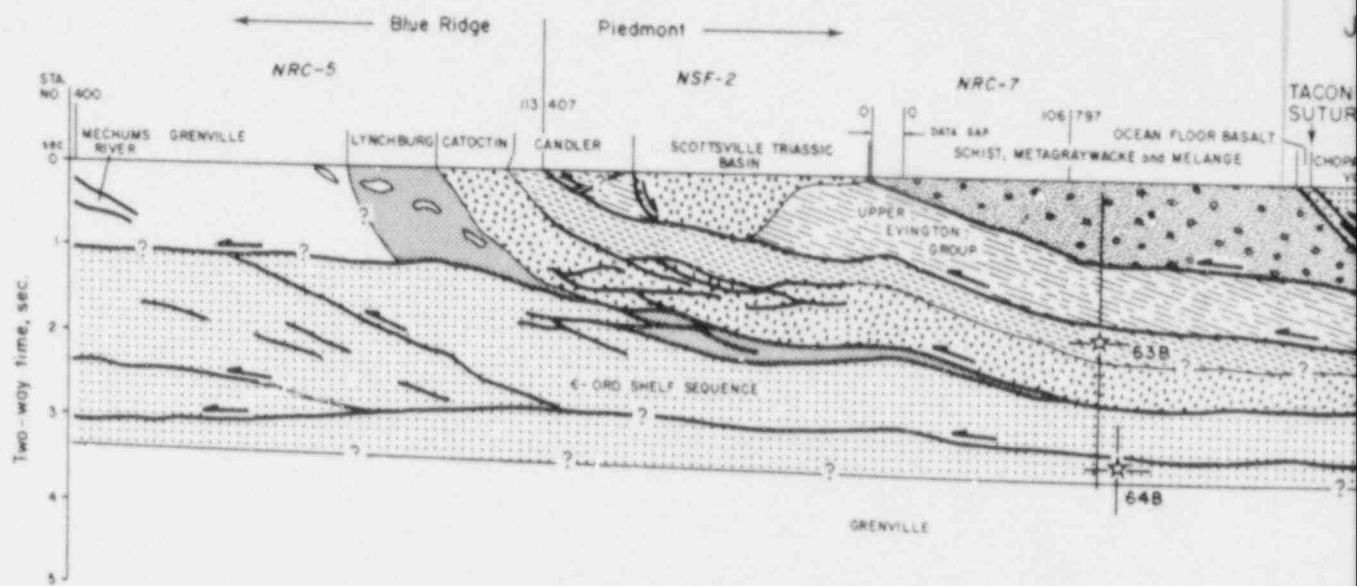 Blue Ridge Piedmont J
NRC-5 NSF-2 NRC-7
STA. NO. 400 113 407 0 0 106 797 TACON
SUTUR
DATA GAP OCEAN FLOOR BASALT
MECHUMS RIVER GRENVILLE LYNCHBURG CATOCTIN CANDLER SCOTTSVILLE TRIASSIC BASIN SCHIST, METAGRAYWACKE and MELANGE CHOPA
sec
0
?
UPPER EVINGTON GROUP
1 ? ?
2
63B
? ?
Є-ORD SHELF SEQUENCE
3 ?
? ? ? ? ?
64B
4
GRENVILLE
5
Two-way time, sec.